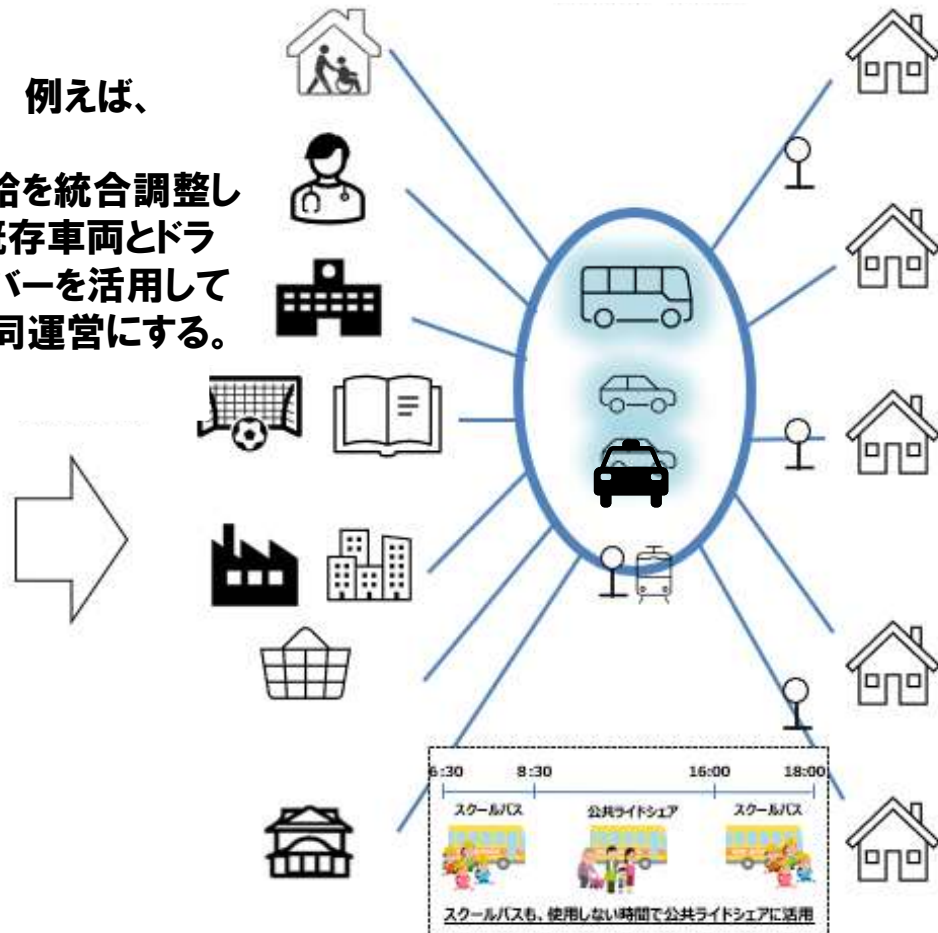 例えば、
給を統合調整し
存車両とドラ
バーを活用して
同運営にする。
6:30 8:30 16:00 18:00
スクールバス 公共ライドシェア スクールバス
スクールバスも、使用しない時間で公共ライドシェアに活用